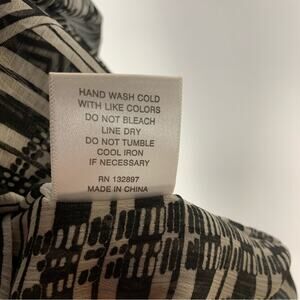 HAND WASH COLD
WITH LIKE COLORS
DO NOT BLEACH
LINE DRY
DO NOT TUMBLE
COOL IRON
IF NECESSARY
RN 132897
MADE IN CHINA